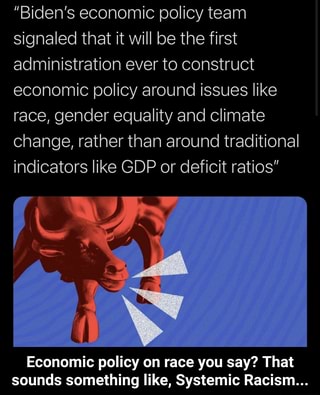 “Biden’s economic policy team
signaled that it will be the first
administration ever to construct
economic policy around issues like
race, gender equality and climate
change, rather than around traditional
indicators like GDP or deficit ratios”
Economic policy on race you say? That
sounds something like, Systemic Racism...